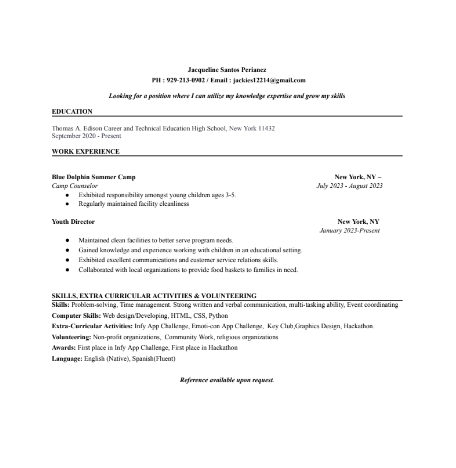 Jacqueline Santos Perianez
PH : 929-213-0902 / Email : jackies12214@gmail.com
Looking for a position where I can utilize my knowledge expertise and grow my skills
EDUCATION
Thomas A. Edison Career and Technical Education High School, New York 11432
September 2020 - Present
WORK EXPERIENCE
Blue Dolphin Summer Camp New York, NY –
Camp Counselor July 2023 - August 2023
● Exhibited responsibility amongst young children ages 3-5.
● Regularly maintained facility cleanliness
Youth Director New York, NY
January 2023-Present
● Maintained clean facilities to better serve program needs.
● Gained knowledge and experience working with children in an educational setting.
● Exhibited excellent communications and customer service relations skills.
● Collaborated with local organizations to provide food baskets to families in need.
SKILLS, EXTRA CURRICULAR ACTIVITIES & VOLUNTEERING
Skills: Problem-solving, Time management. Strong written and verbal communication, multi-tasking ability, Event coordinating
Computer Skills: Web design/Developing, HTML, CSS, Python
Extra-Curricular Activities: Infy App Challenge, Emoti-con App Challenge, Key Club,Graphics Design, Hackathon.
Volunteering: Non-profit organizations, Community Work, religious organizations
Awards: First place in Infy App Challenge, First place in Hackathon
Language: English (Native), Spanish(Fluent)
Reference available upon request.